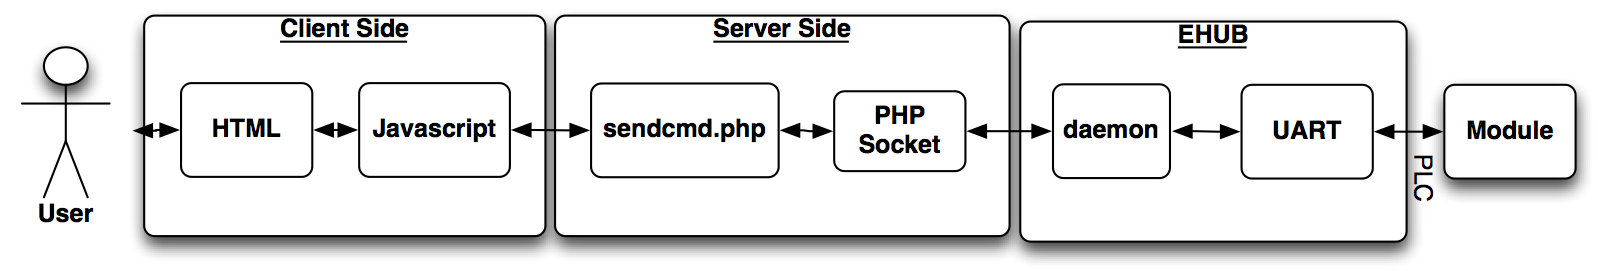 Client Side
Server Side
EHUB
HTML
Javascript
sendcmd.php
PHP
Socket
daemon
UART
Module
PLC
User